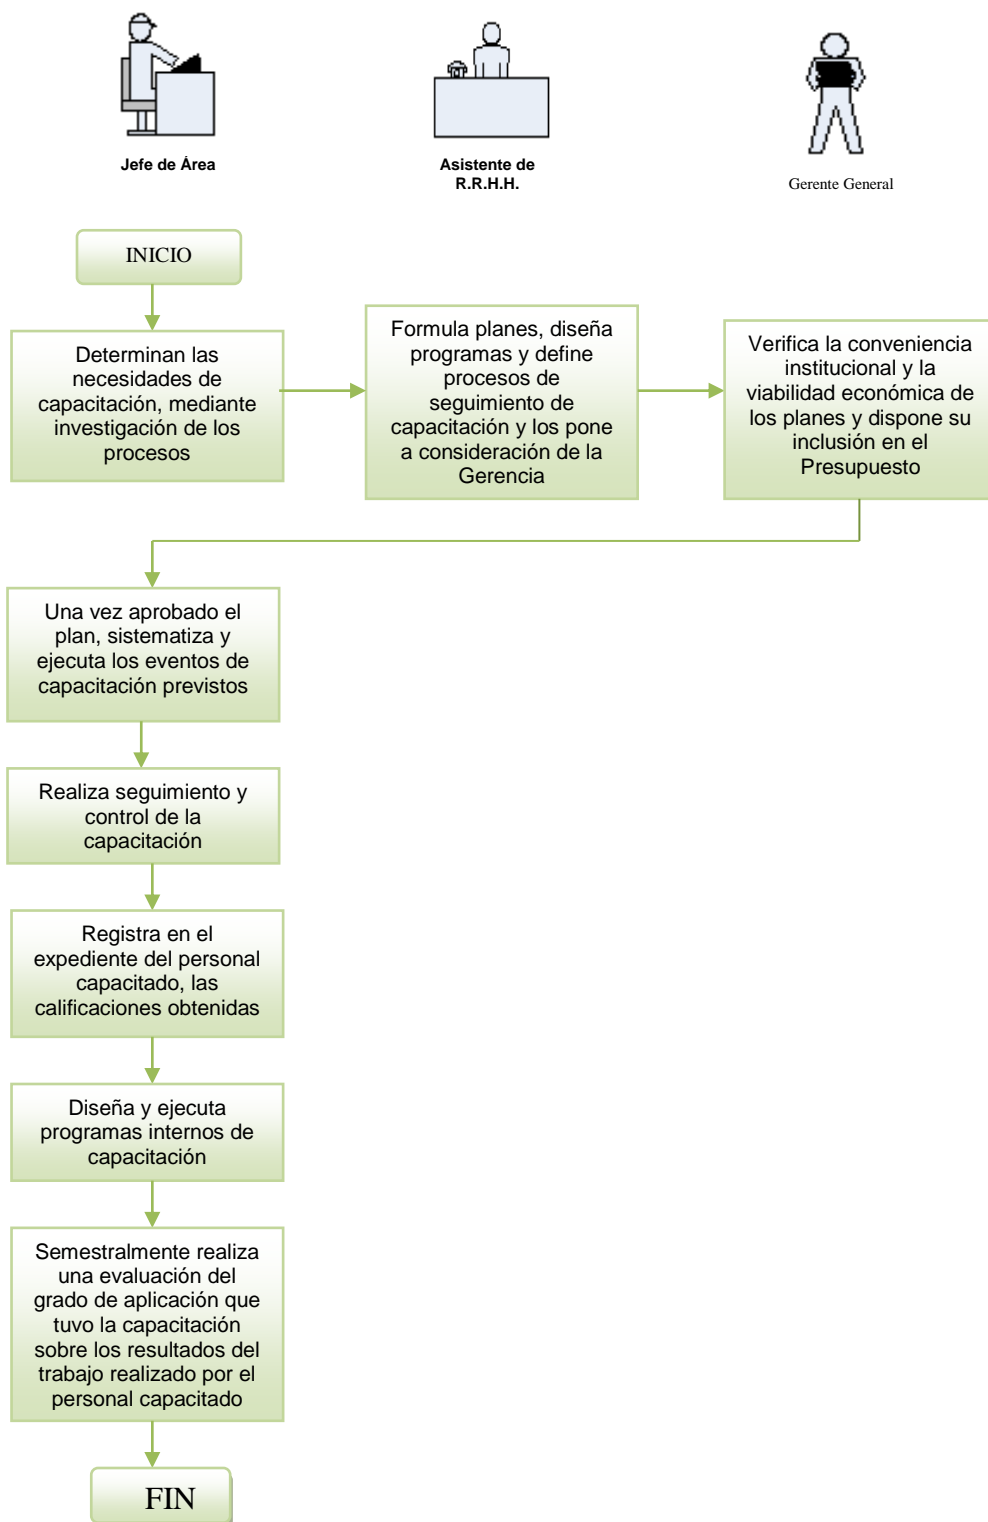 Jefe de Área
Asistente de
R.R.H.H.
Gerente General
INICIO
Determinan las
necesidades de
capacitación, mediante
investigación de los
procesos
Formula planes, diseña
programas y define
procesos de
seguimiento de
capacitación y los pone
a consideración de la
Gerencia
Verifica la conveniencia
institucional y la
viabilidad económica de
los planes y dispone su
inclusión en el
Presupuesto
Una vez aprobado el
plan, sistematiza y
ejecuta los eventos de
capacitación previstos
Realiza seguimiento y
control de la
capacitación
Registra en el
expediente del personal
capacitado, las
calificaciones obtenidas
Diseña y ejecuta
programas internos de
capacitación
Semestralmente realiza
una evaluación del
grado de aplicación que
tuvo la capacitación
sobre los resultados del
trabajo realizado por el
personal capacitado
FIN